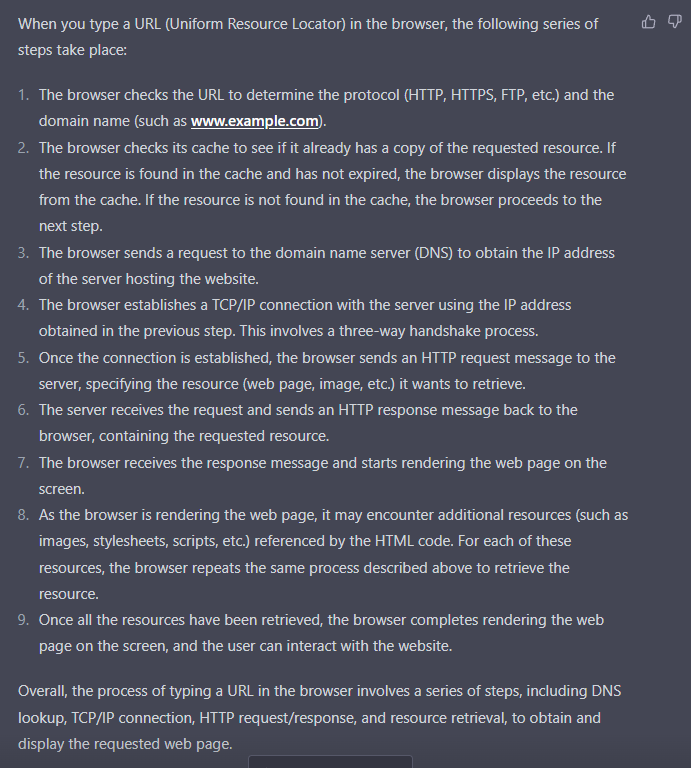 When you type a URL (Uniform Resource Locator) in the browser, the following series of
steps take place:
1. The browser checks the URL to determine the protocol (HTTP, HTTPS, FTP, etc.) and the
domain name (such as www.example.com).
2. The browser checks its cache to see if it already has a copy of the requested resource. If
the resource is found in the cache and has not expired, the browser displays the resource
from the cache. If the resource is not found in the cache, the browser proceeds to the
next step.
3. The browser sends a request to the domain name server (DNS) to obtain the IP address
of the server hosting the website.
4. The browser establishes a TCP/IP connection with the server using the IP address
obtained in the previous step. This involves a three-way handshake process.
5. Once the connection is established, the browser sends an HTTP request message to the
server, specifying the resource (web page, image, etc.) it wants to retrieve.
6. The server receives the request and sends an HTTP response message back to the
browser, containing the requested resource.
7. The browser receives the response message and starts rendering the web page on the
screen.
8. As the browser is rendering the web page, it may encounter additional resources (such as
images, stylesheets, scripts, etc.) referenced by the HTML code. For each of these
resources, the browser repeats the same process described above to retrieve the
resource.
9. Once all the resources have been retrieved, the browser completes rendering the web
page on the screen, and the user can interact with the website.
Overall, the process of typing a URL in the browser involves a series of steps, including DNS
lookup, TCP/IP connection, HTTP request/response, and resource retrieval, to obtain and
display the requested web page.